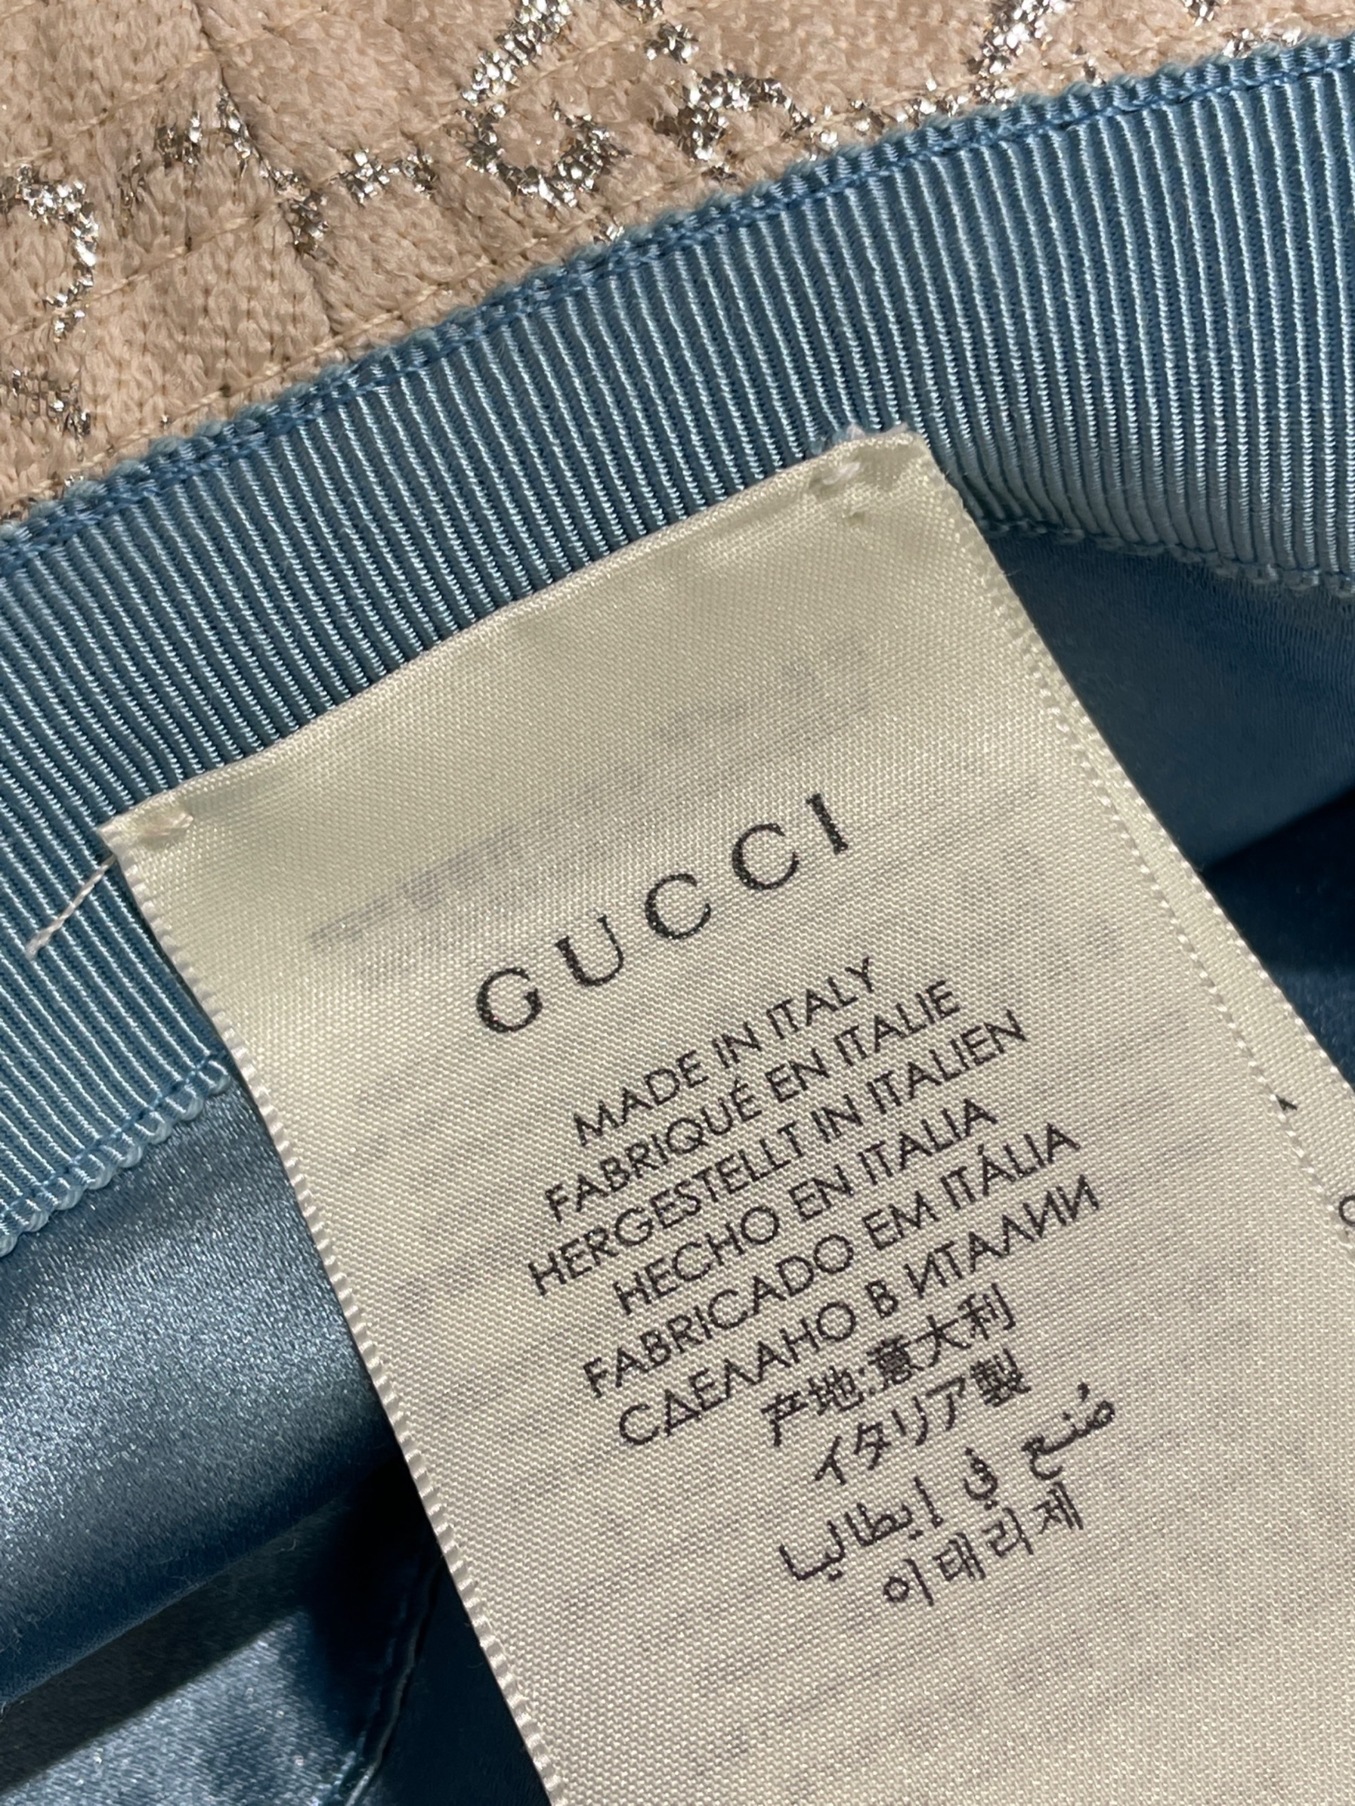 GUCCI
MADE IN ITALY
FABRIQUÉ EN ITALIE
HERGESTELLT IN ITALIEN
HECHO EN ITALIA
FABRICADO EM ITÁLIA
СДЕЛАНО В ИТАЛИИ
产地:意大利
イタリア製
صُنع في إيطاليا
이태리제